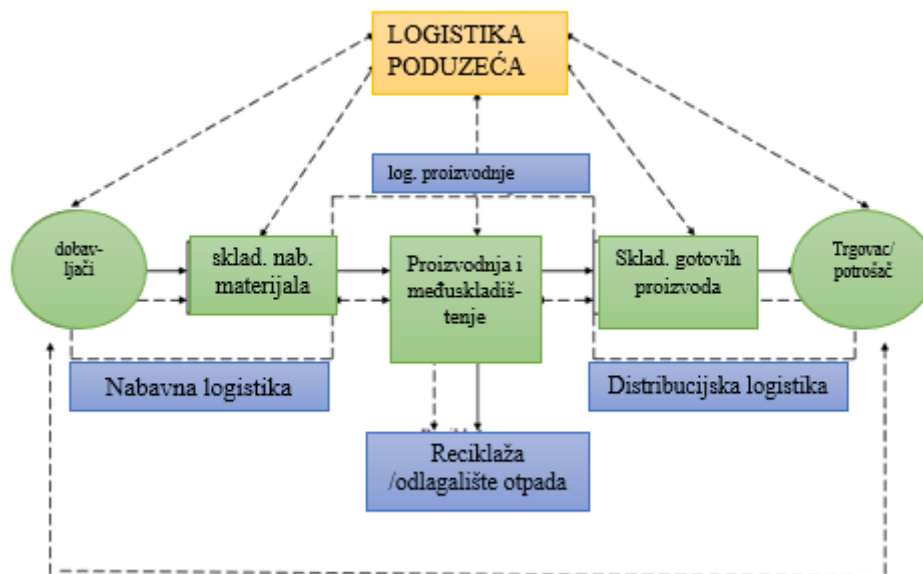 LOGISTIKA
PODUZEĆA
log. proizvodnje
dobav-
ljači
sklad. nab.
materijala
Proizvodnja i
međuskladiš-
tenje
Sklad. gotovih
proizvoda
Trgovac/
potrošač
Nabavna logistika
Distribucijska logistika
Reciklaža
/odlagalište otpada